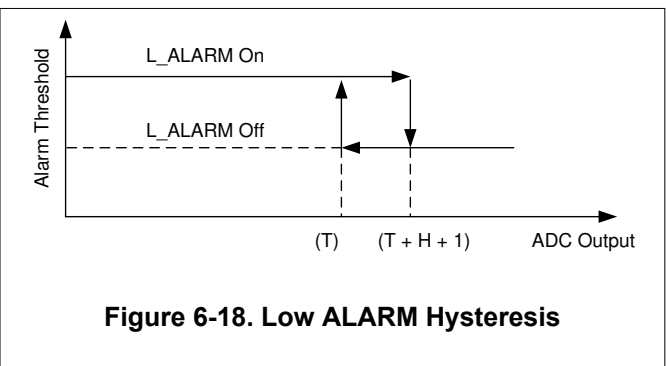 Alarm Threshold
L_ALARM On
L_ALARM Off
(T)
(T + H + 1)
ADC Output
Figure 6-18. Low ALARM Hysteresis